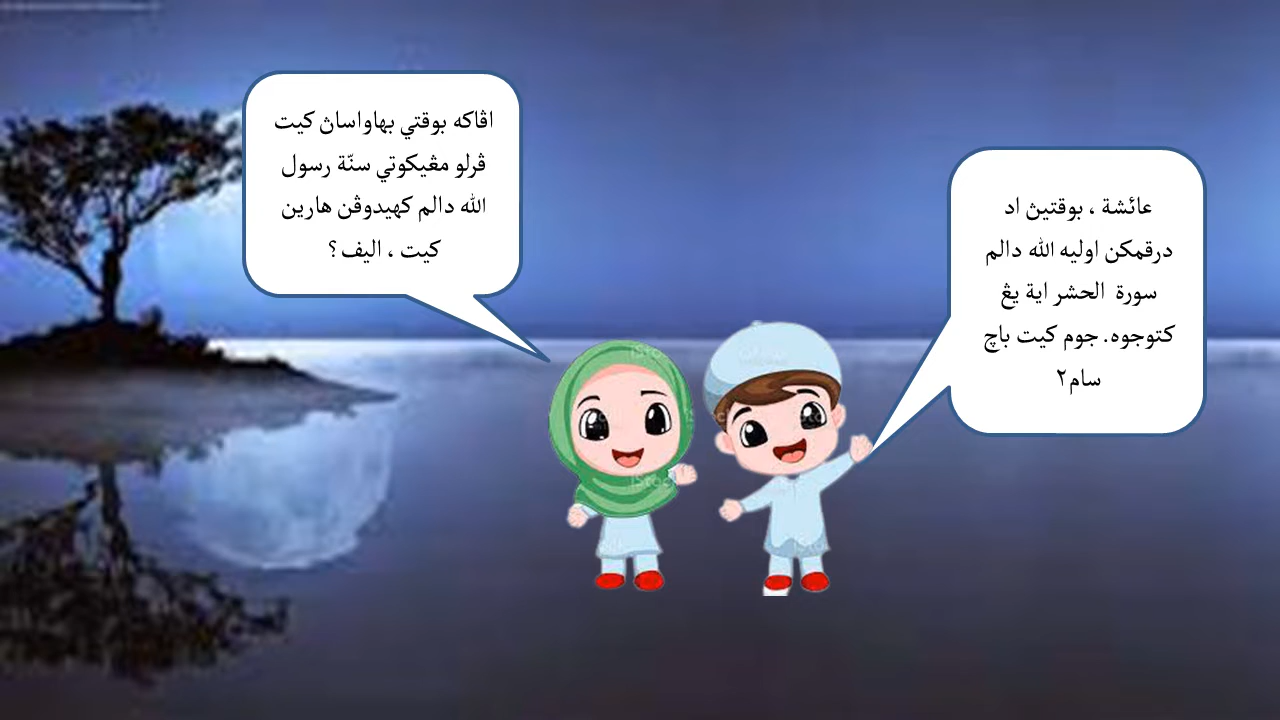 اڤاكه بوقتي بهاواسان كيت
ڤرلو مڠيكوتي سنّة رسول
الله دالم كهيدوڤن هارين
كيت ، اليف ؟
عائشة ، بوقتيڽ اد
درقمكن اوليه الله دالم
سورة الحشر اية يڠ
كتوجوه. جوم كيت باچ
سام٢